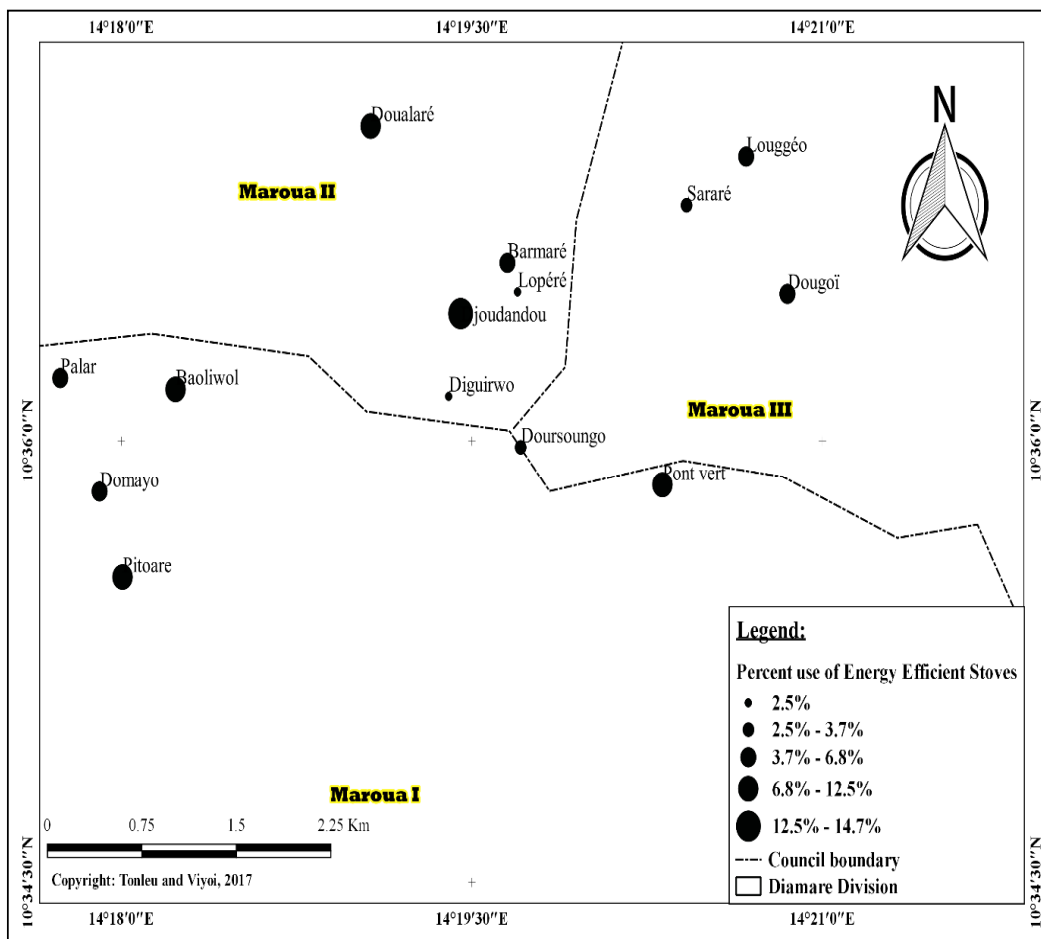 14°18'0"E 14°19'30"E 14°21'0"E
N
Doualaré
Louggéo
Maroua II
Sararé
Barmaré
Lopéré
Dougoï
joudandou
Palar
Baoliwol
Diguirwo
Maroua III
Doursoungo
10°36'0"N
10°36'0"N
Pont vert
Domayo
Pitoare
Legend:
Percent use of Energy Efficient Stoves
2.5%
2.5% - 3.7%
3.7% - 6.8%
6.8% - 12.5%
12.5% - 14.7%
Council boundary
Diamare Division
Maroua I
0 0.75 1.5 2.25 Km
Copyright: Tonleu and Viyoi, 2017
10°34'30"N
10°34'30"N
14°18'0"E 14°19'30"E 14°21'0"E